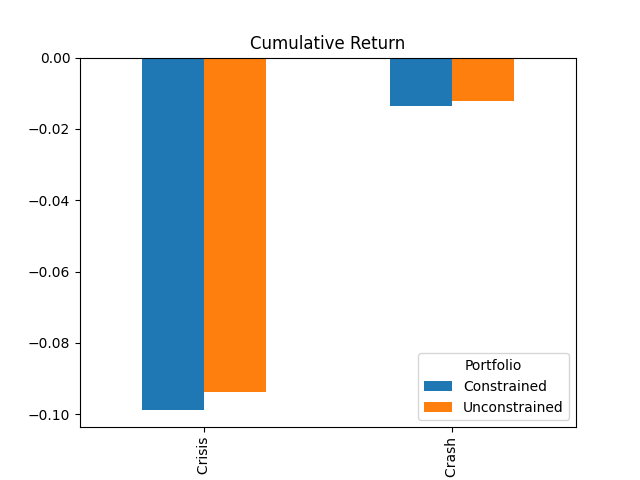 Cumulative Return
0.00
−0.02
−0.04
−0.06
−0.08
−0.10
Portfolio
Constrained
Unconstrained
Crisis
Crash